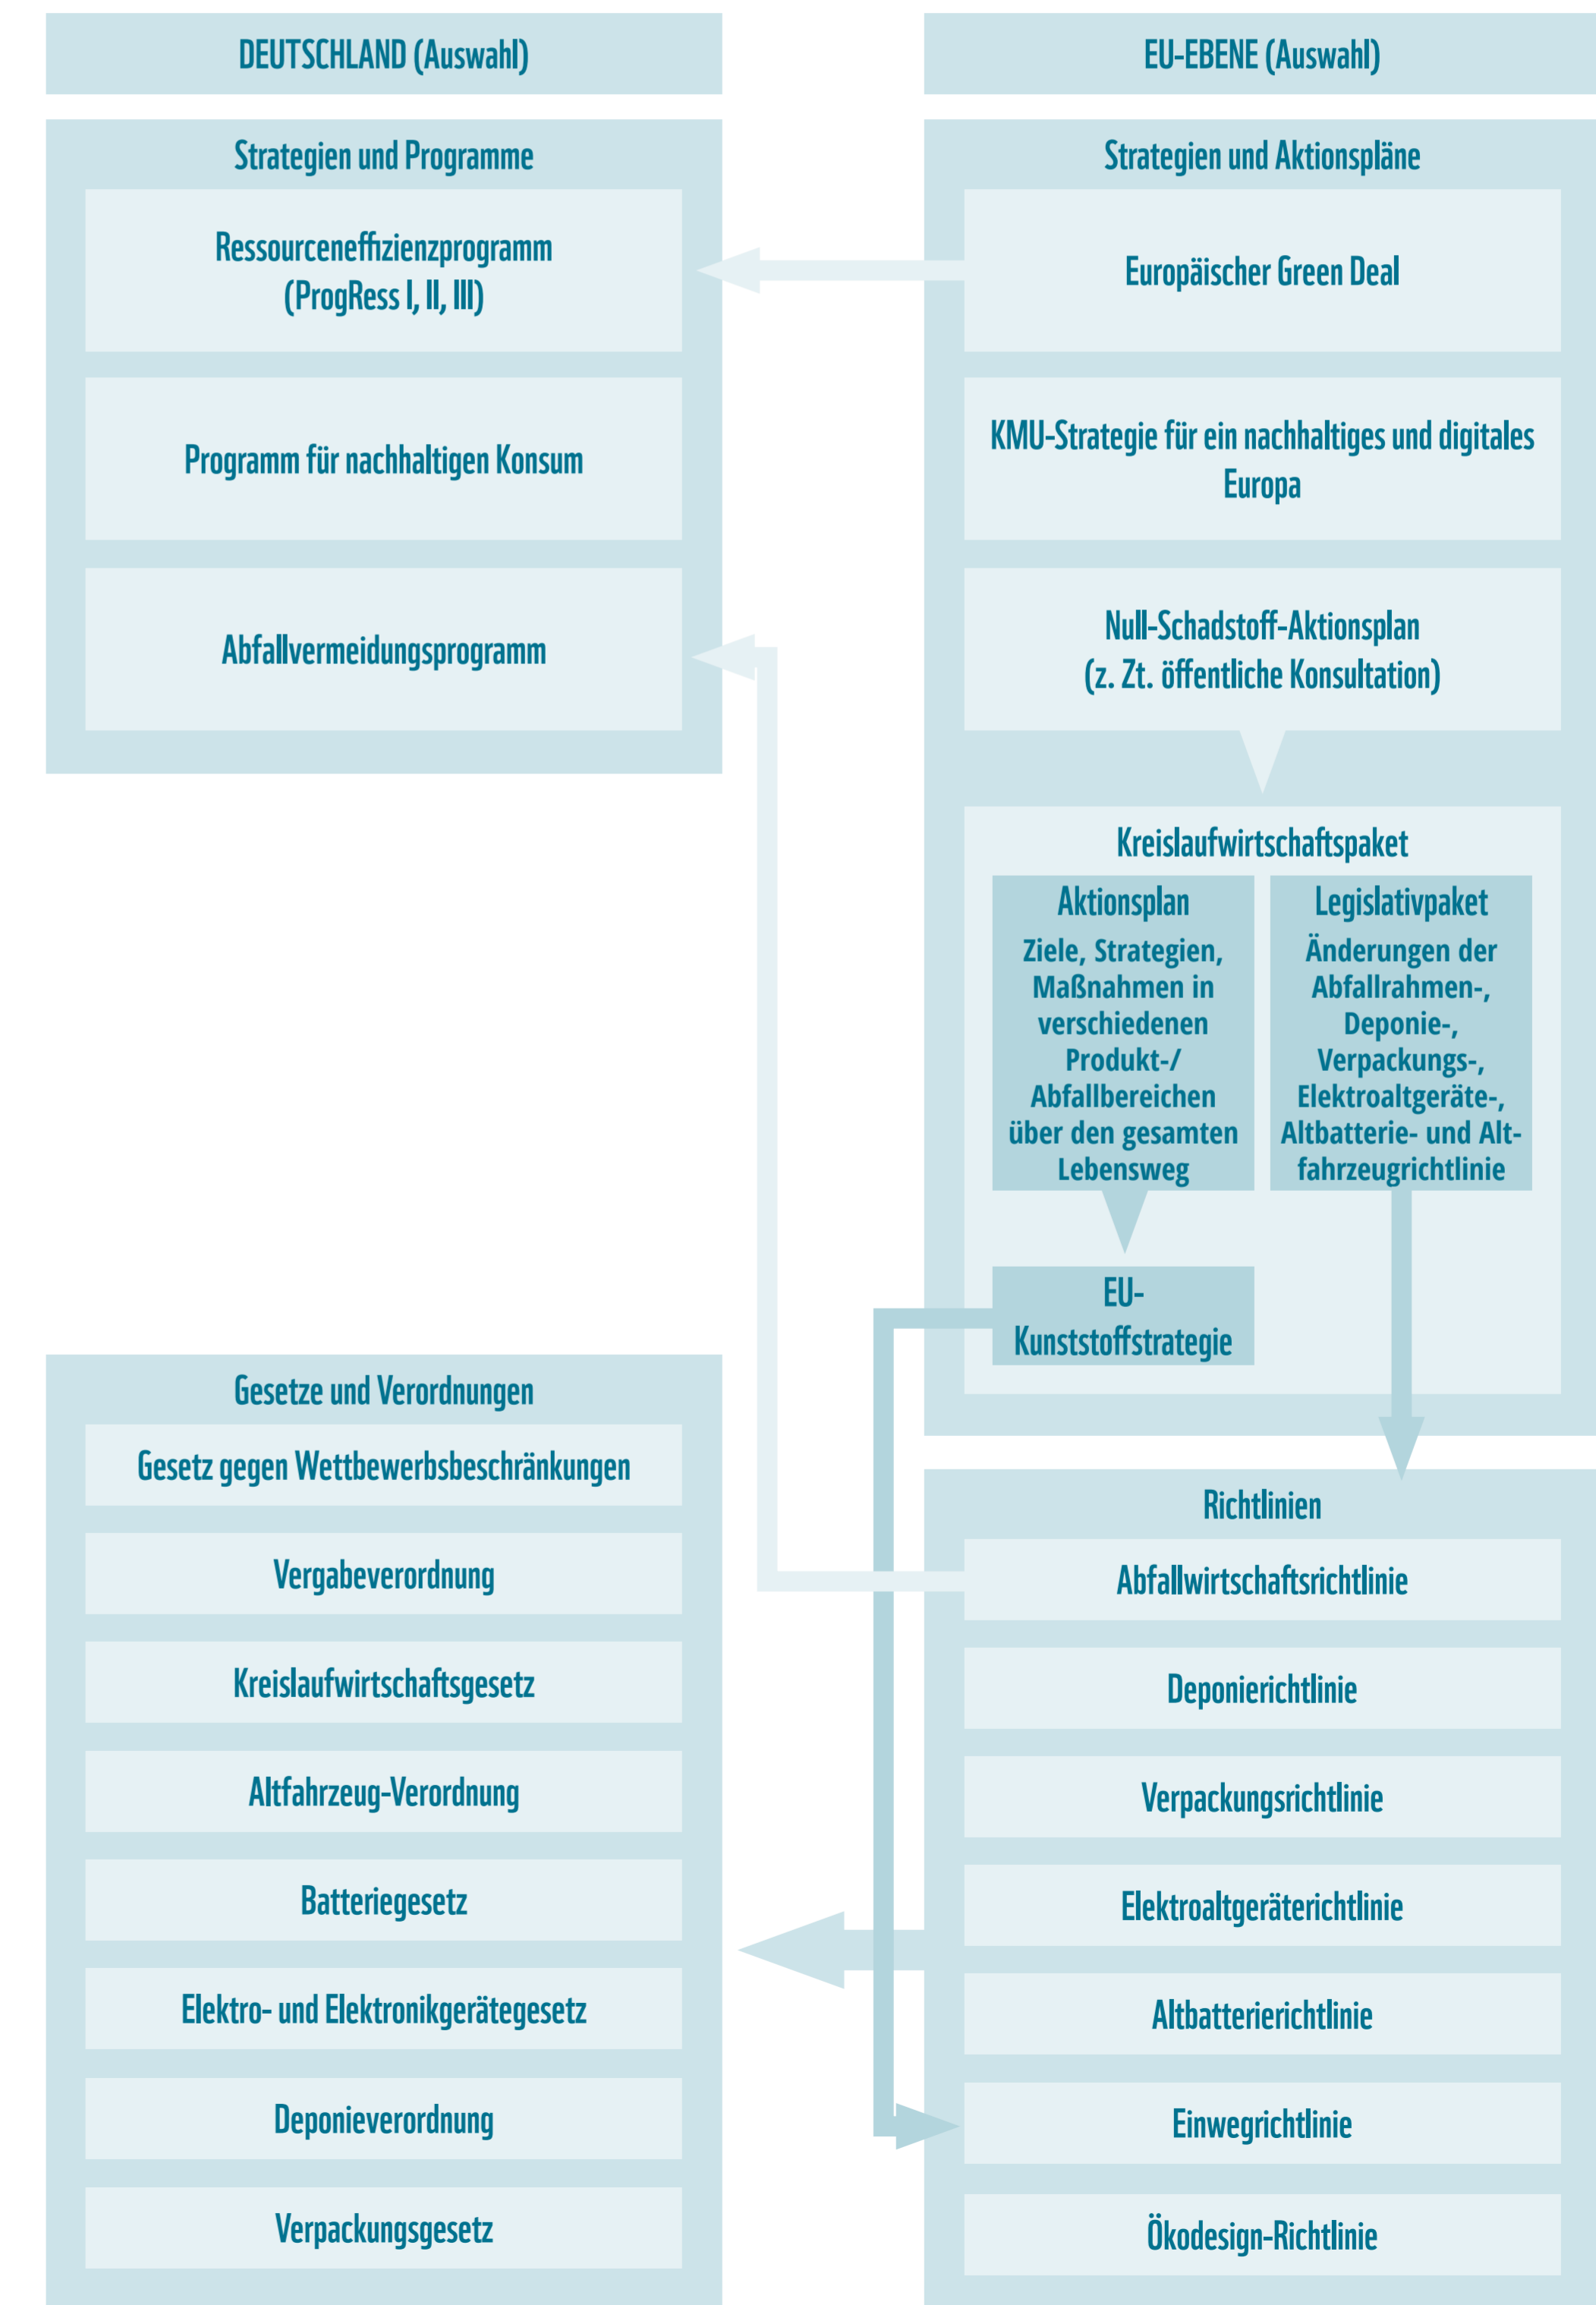 DEUTSCHLAND (Auswahl)
Strategien und Programme
Ressourceneffizienzprogramm
(ProgRess I, II, III)
Programm für nachhaltigen Konsum
Abfallvermeidungsprogramm
Gesetze und Verordnungen
Gesetz gegen Wettbewerbsbeschränkungen
Vergabeverordnung
Kreislaufwirtschaftsgesetz
Altfahrzeug-Verordnung
Batteriegesetz
Elektro- und Elektronikgerätegesetz
Deponieverordnung
Verpackungsgesetz
EU-EBENE (Auswahl)
Strategien und Aktionspläne
Europäischer Green Deal
KMU-Strategie für ein nachhaltiges und digitales
Europa
Null-Schadstoff-Aktionsplan
(z. Zt. öffentliche Konsultation)
Kreislaufwirtschaftspaket
Aktionsplan
Ziele, Strategien,
Maßnahmen in
verschiedenen
Produkt-/
Abfallbereichen
über den gesamten
Lebensweg
Legislativpaket
Änderungen der
Abfallrahmen-,
Deponie-,
Verpackungs-,
Elektroaltgeräte-,
Altbatterie- und Alt-
fahrzeugrichtlinie
EU-
Kunststoffstrategie
Richtlinien
Abfallwirtschaftsrichtlinie
Deponierichtlinie
Verpackungsrichtlinie
Elektroaltgeräterichtlinie
Altbatterierichtlinie
Einwegrichtlinie
Ökodesign-Richtlinie